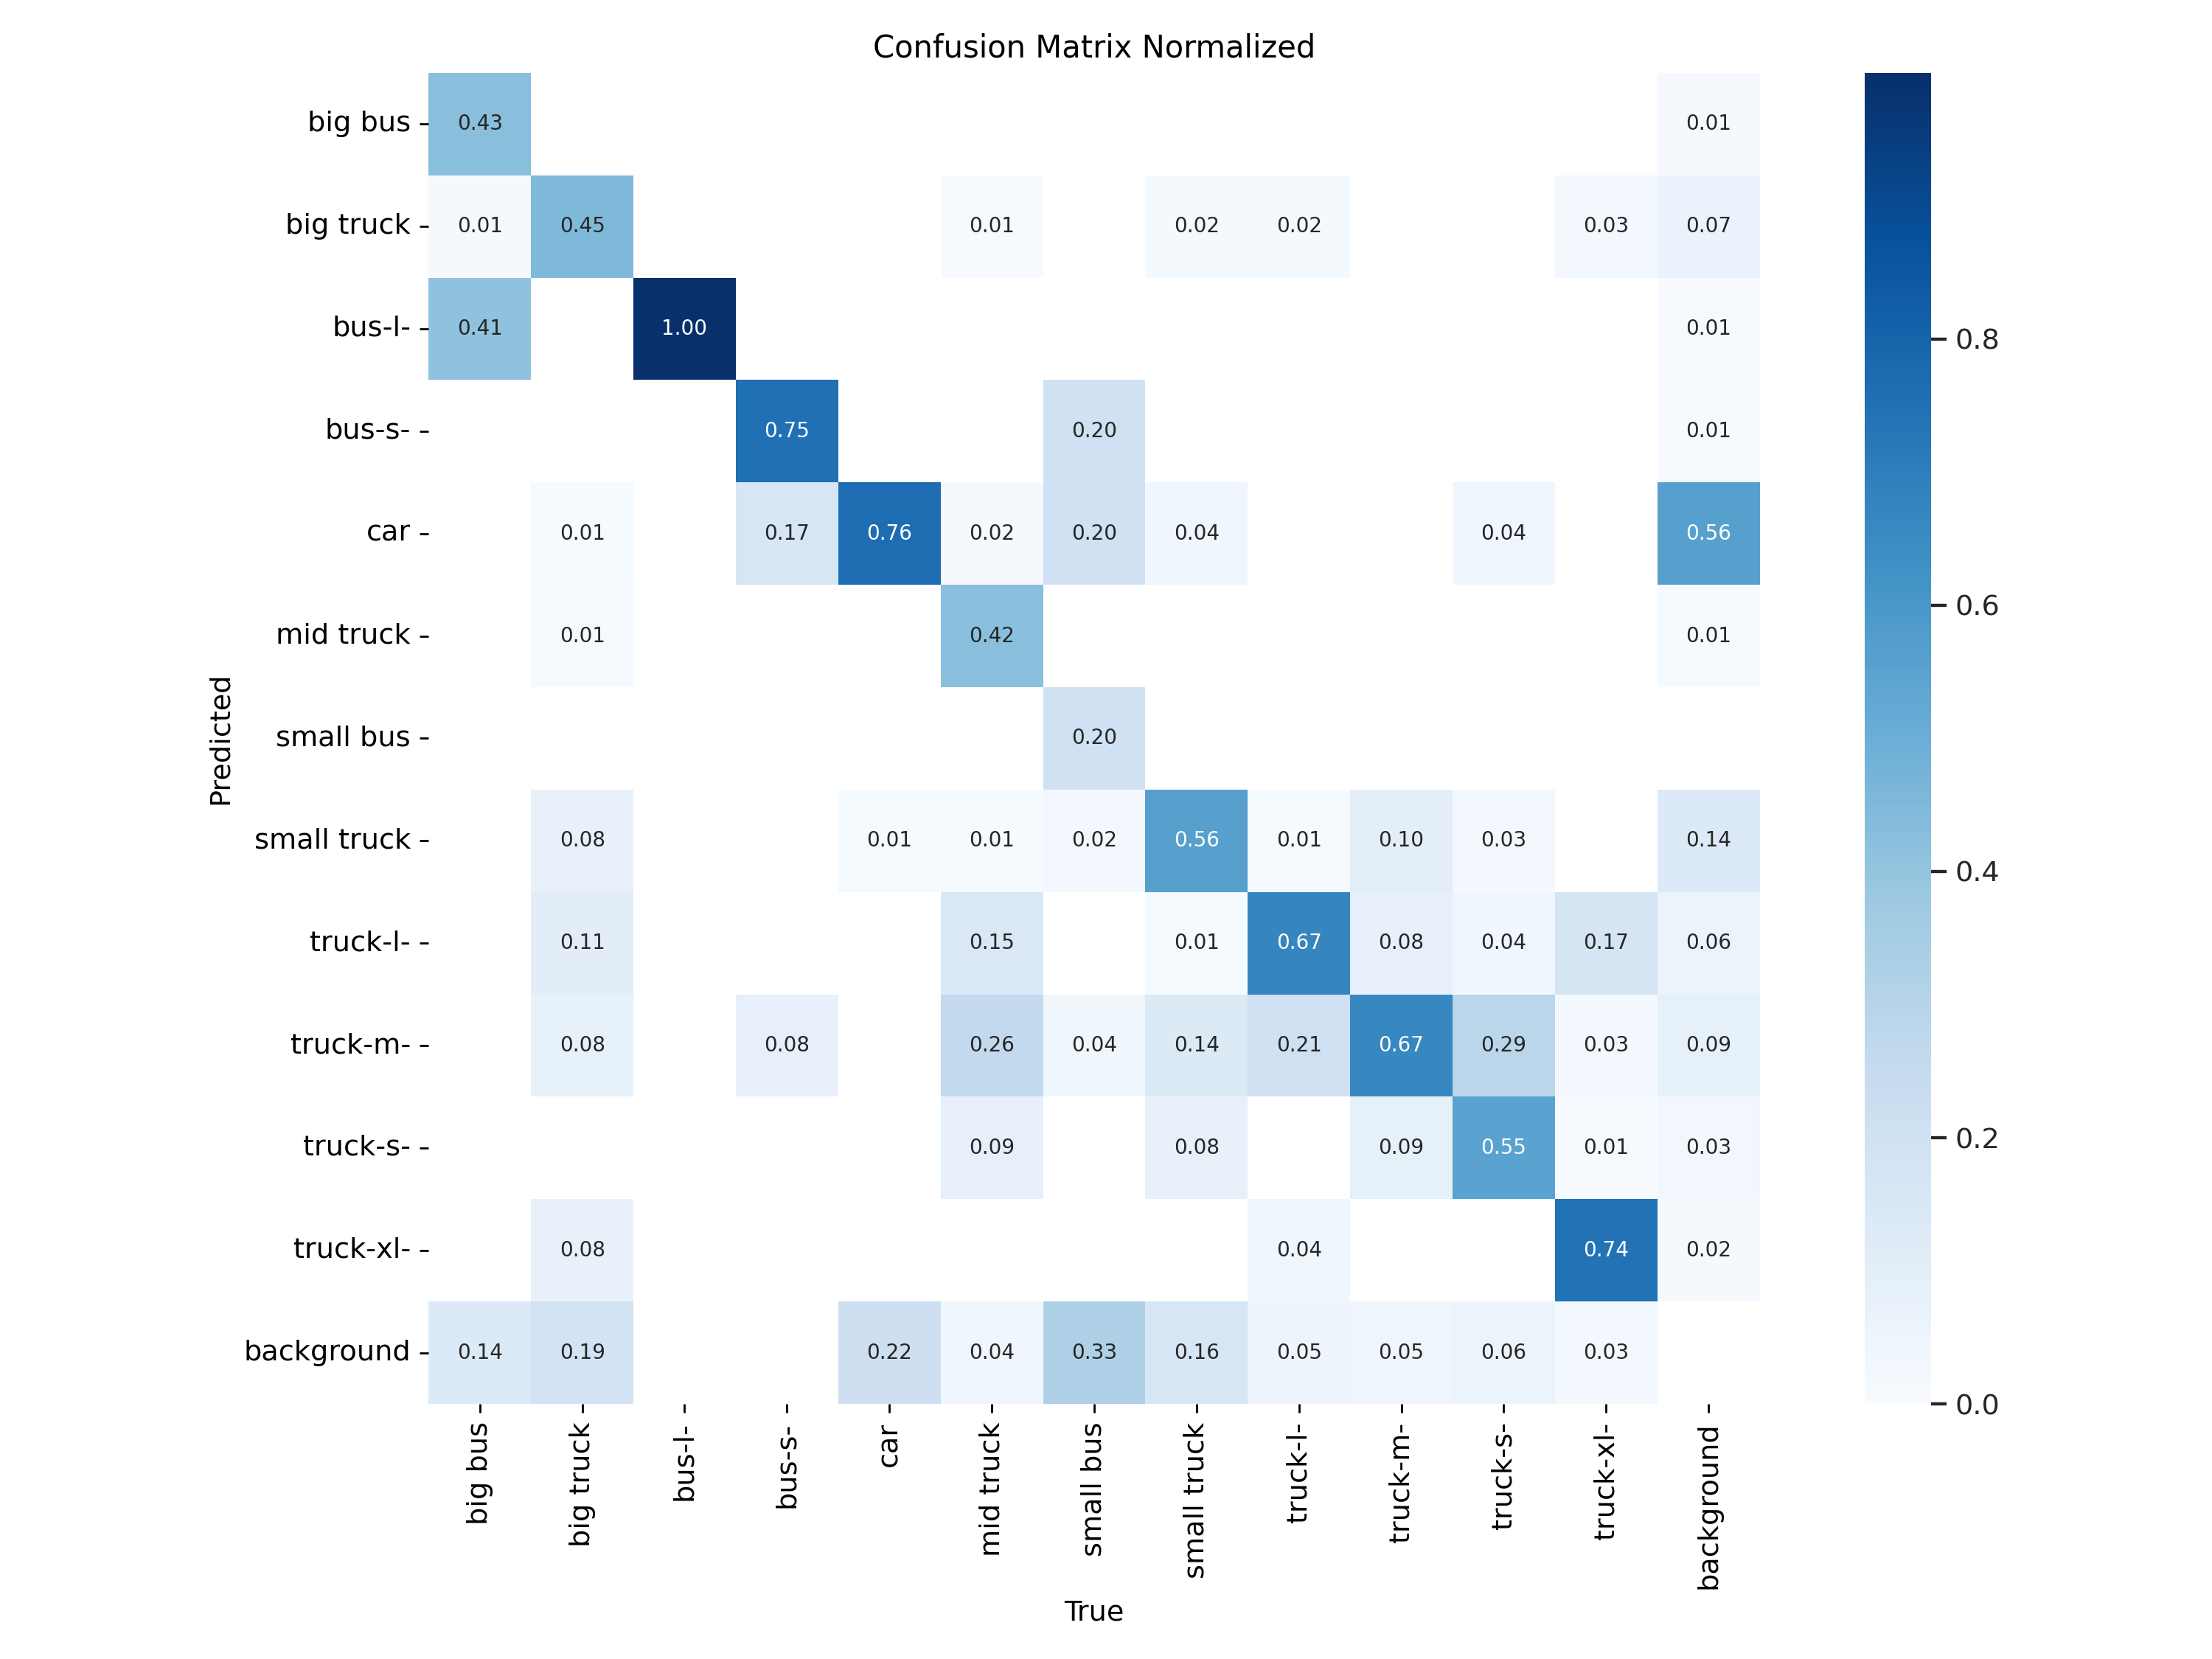 Confusion Matrix Normalized
big bus 0.43 0.01
big truck 0.01 0.45 0.01 0.02 0.02 0.03 0.07
bus-l- 0.41 1.00 0.01
0.8
bus-s- 0.75 0.20 0.01
car 0.01 0.17 0.76 0.02 0.20 0.04 0.04 0.56
0.6
mid truck 0.01 0.42 0.01
Predicted
small bus 0.20
small truck 0.08 0.01 0.01 0.02 0.56 0.01 0.10 0.03 0.14
0.4
truck-l- 0.11 0.15 0.01 0.67 0.08 0.04 0.17 0.06
truck-m- 0.08 0.08 0.26 0.04 0.14 0.21 0.67 0.29 0.03 0.09
0.2
truck-s- 0.09 0.08 0.09 0.55 0.01 0.03
truck-xl- 0.08 0.04 0.74 0.02
background 0.14 0.19 0.22 0.04 0.33 0.16 0.05 0.05 0.06 0.03
0.0
big bus
big truck
bus-l-
bus-s-
car
mid truck
small bus
small truck
truck-l-
truck-m-
truck-s-
truck-xl-
background
True